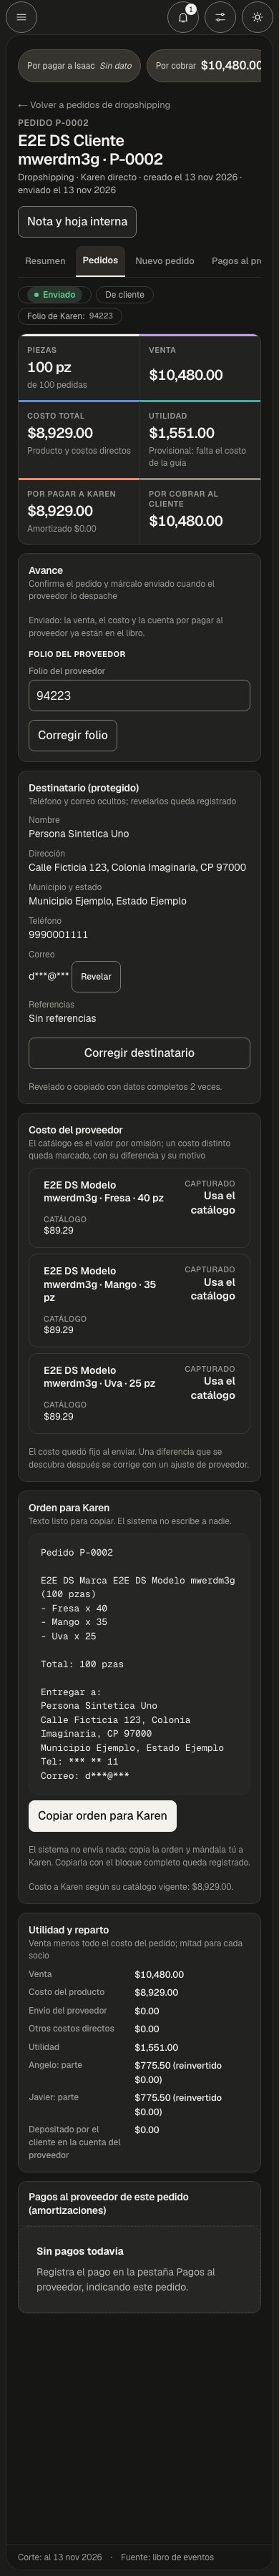 1
Por pagar a Isaac Sin dato
Por cobrar $10,480.00
← Volver a pedidos de dropshipping
PEDIDO P-0002
E2E DS Cliente
mwerdm3g · P-0002
Dropshipping · Karen directo · creado el 13 nov 2026 ·
enviado el 13 nov 2026
Nota y hoja interna
Resumen Pedidos Nuevo pedido Pagos al pr
Enviado De cliente
Folio de Karen: 94223
PIEZAS
100 pz
de 100 pedidas
VENTA
$10,480.00
COSTO TOTAL
$8,929.00
Producto y costos directos
UTILIDAD
$1,551.00
Provisional: falta el costo
de la guía
POR PAGAR A KAREN
$8,929.00
Amortizado $0.00
POR COBRAR AL
CLIENTE
$10,480.00
Avance
Confirma el pedido y márcalo enviado cuando el
proveedor lo despache
Enviado: la venta, el costo y la cuenta por pagar al
proveedor ya están en el libro.
FOLIO DEL PROVEEDOR
Folio del proveedor
94223
Corregir folio
Destinatario (protegido)
Teléfono y correo ocultos; revelarlos queda registrado
Nombre
Persona Sintetica Uno
Dirección
Calle Ficticia 123, Colonia Imaginaria, CP 97000
Municipio y estado
Municipio Ejemplo, Estado Ejemplo
Teléfono
9990001111
Correo
d***@*** Revelar
Referencias
Sin referencias
Corregir destinatario
Revelado o copiado con datos completos 2 veces.
Costo del proveedor
El catálogo es el valor por omisión; un costo distinto
queda marcado, con su diferencia y su motivo
E2E DS Modelo
mwerdm3g · Fresa · 40 pz
CATÁLOGO
$89.29
CAPTURADO
Usa el
catálogo
E2E DS Modelo
mwerdm3g · Mango · 35
pz
CATÁLOGO
$89.29
CAPTURADO
Usa el
catálogo
E2E DS Modelo
mwerdm3g · Uva · 25 pz
CATÁLOGO
$89.29
CAPTURADO
Usa el
catálogo
El costo quedó fijo al enviar. Una diferencia que se
descubra después se corrige con un ajuste de proveedor.
Orden para Karen
Texto listo para copiar. El sistema no escribe a nadie.
Pedido P-0002
E2E DS Marca E2E DS Modelo mwerdm3g
(100 pzas)
- Fresa x 40
- Mango x 35
- Uva x 25
Total: 100 pzas
Entregar a:
Persona Sintetica Uno
Calle Ficticia 123, Colonia
Imaginaria, CP 97000
Municipio Ejemplo, Estado Ejemplo
Tel: *** ** 11
Correo: d***@***
Copiar orden para Karen
El sistema no envía nada: copia la orden y mándala tú a
Karen. Copiarla con el bloque completo queda registrado.
Costo a Karen según su catálogo vigente: $8,929.00.
Utilidad y reparto
Venta menos todo el costo del pedido; mitad para cada
socio
Venta $10,480.00
Costo del producto $8,929.00
Envío del proveedor $0.00
Otros costos directos $0.00
Utilidad $1,551.00
Angelo: parte $775.50 (reinvertido
$0.00)
Javier: parte $775.50 (reinvertido
$0.00)
Depositado por el $0.00
cliente en la cuenta del
proveedor
Pagos al proveedor de este pedido
(amortizaciones)
Sin pagos todavía
Registra el pago en la pestaña Pagos al
proveedor, indicando este pedido.
Corte: al 13 nov 2026 · Fuente: libro de eventos